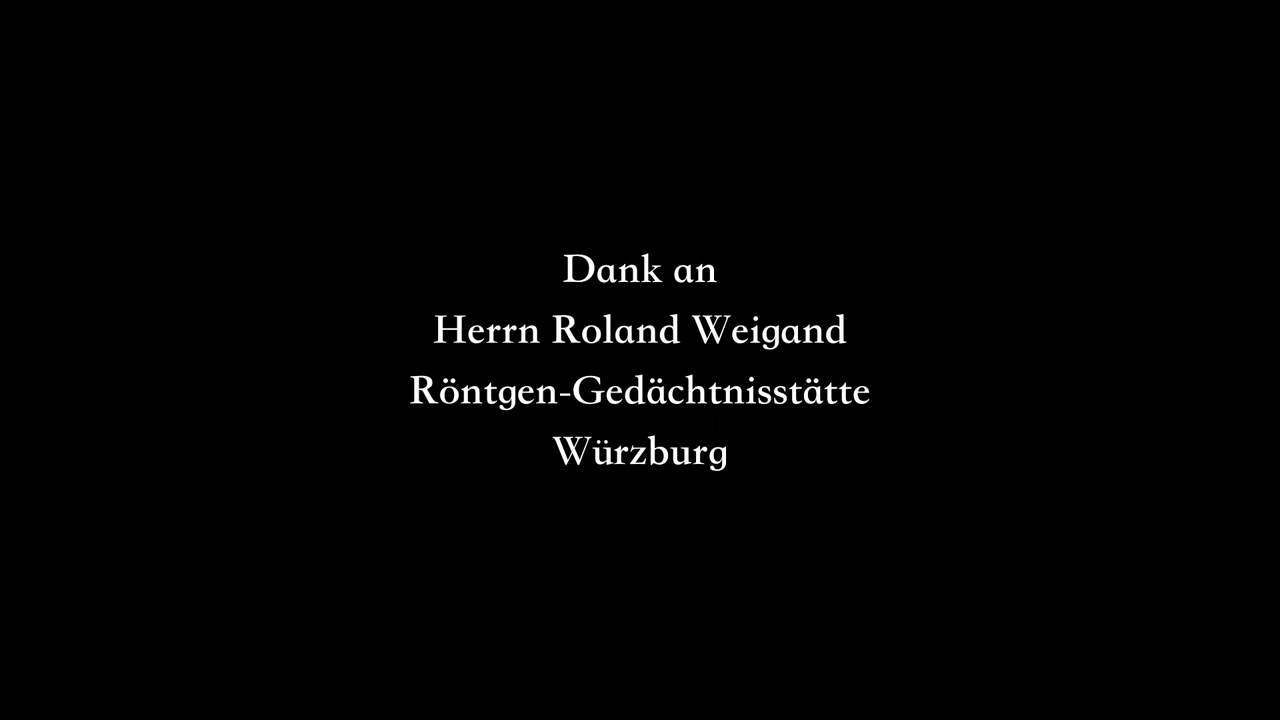 Dank an
Herrn Roland Weigand
Röntgen-Gedächtnisstätte
Würzburg